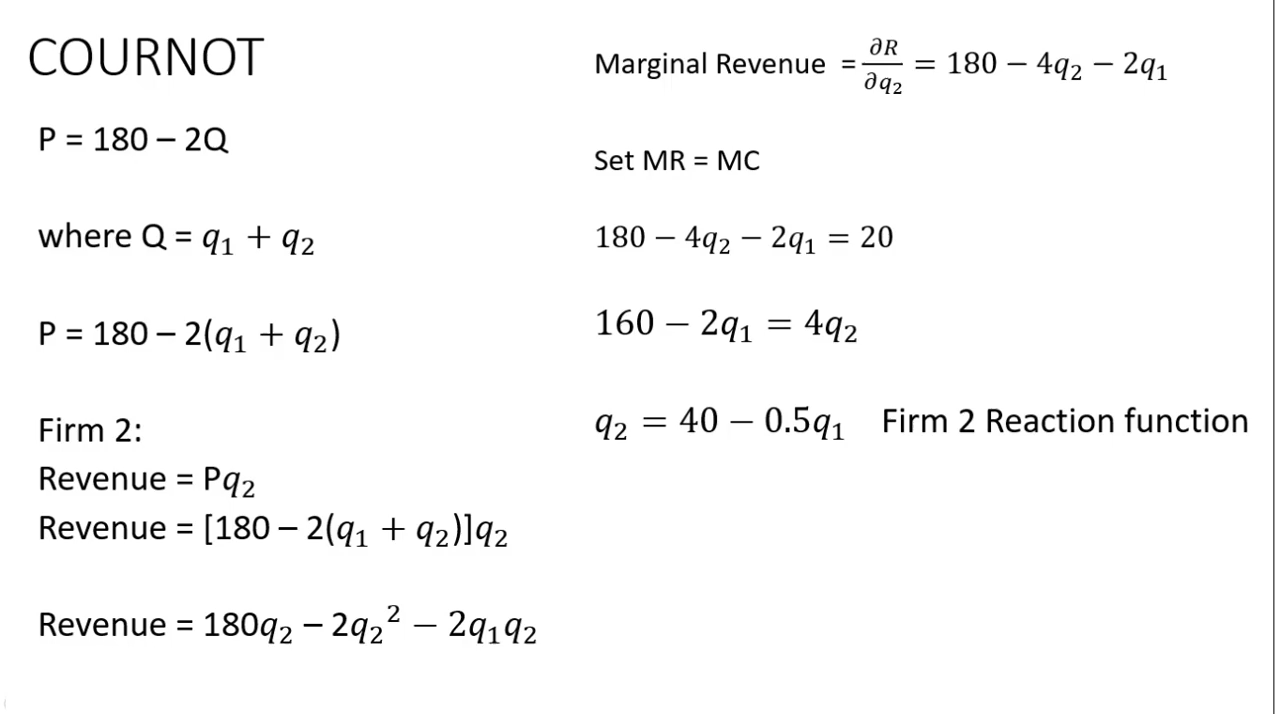 COURNOT
P = 180 – 2Q
where Q = q₁ + q₂
P = 180 – 2(q₁ + q₂)
Firm 2:
Revenue = Pq₂
Revenue = [180 – 2(q₁ + q₂)]q₂
Revenue = 180q₂ – 2q₂² − 2q₁q₂
Marginal Revenue = ∂R/∂q₂ = 180 − 4q₂ − 2q₁
Set MR = MC
180 − 4q₂ − 2q₁ = 20
160 − 2q₁ = 4q₂
q₂ = 40 − 0.5q₁ Firm 2 Reaction function